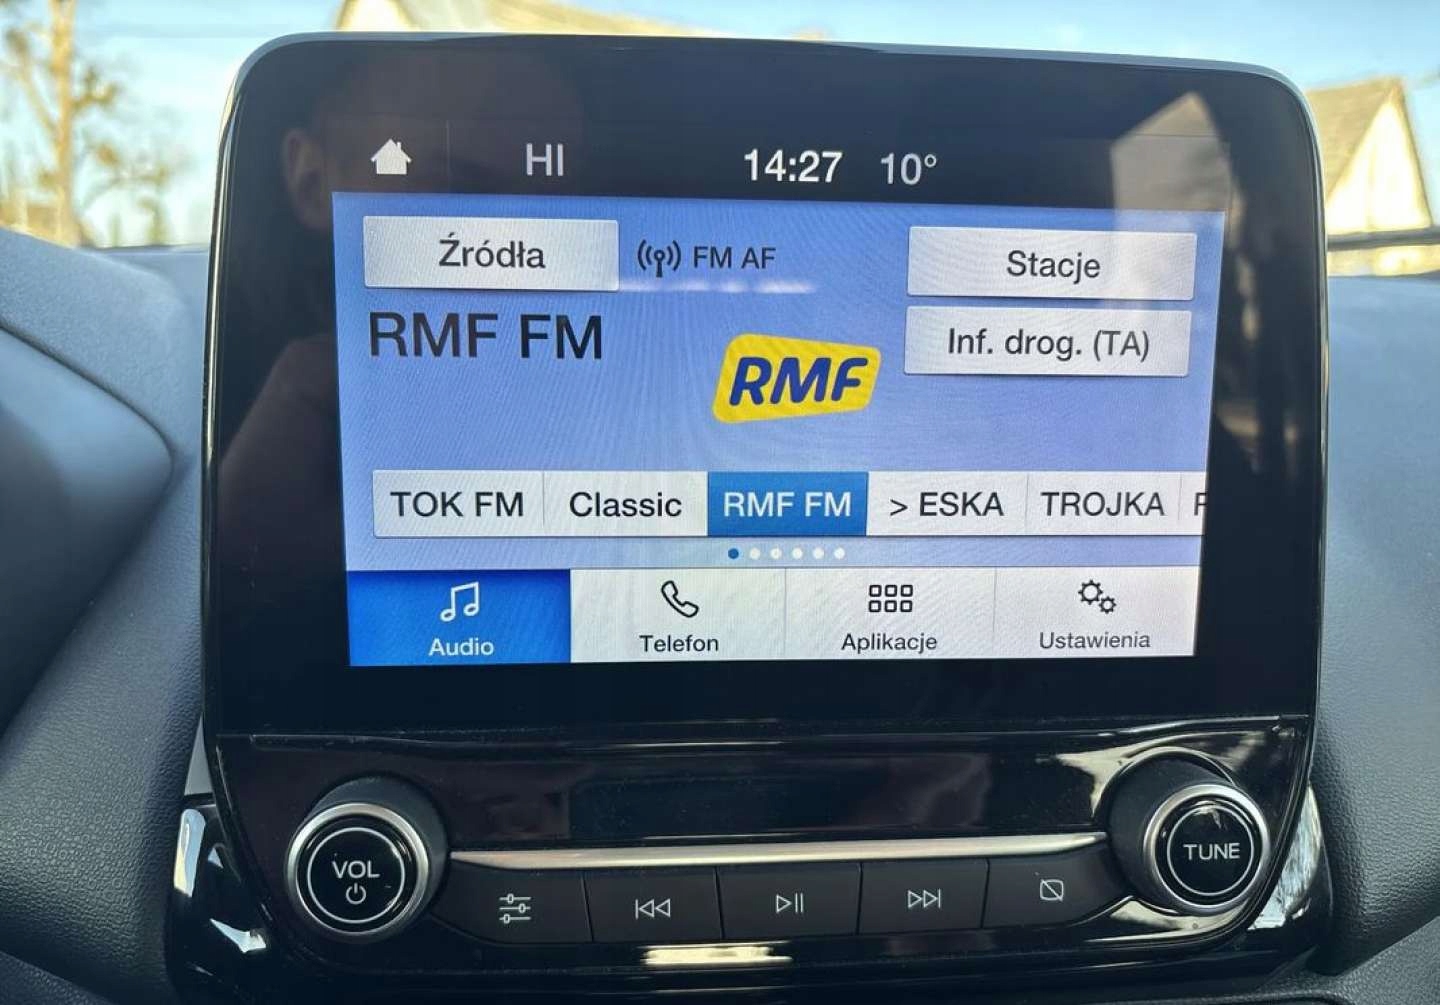 HI 14:27 10°
Źródła FM AF Stacje
RMF FM RMF Inf. drog. (TA)
TOK FM Classic RMF FM > ESKA TROJKA
Audio Telefon Aplikacje Ustawienia
VOL TUNE